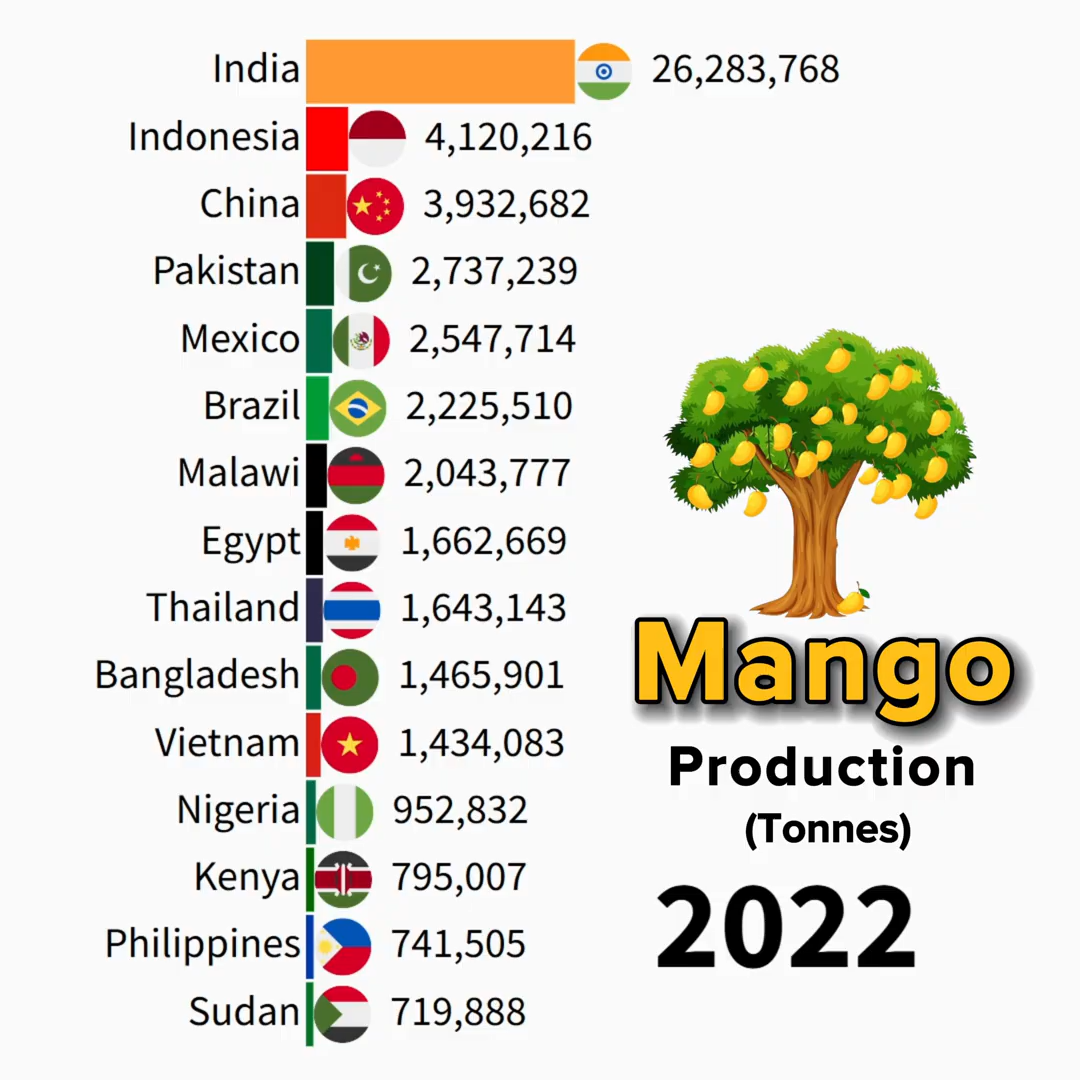 India 26,283,768
Indonesia 4,120,216
China 3,932,682
Pakistan 2,737,239
Mexico 2,547,714
Brazil 2,225,510
Malawi 2,043,777
Egypt 1,662,669
Thailand 1,643,143
Bangladesh 1,465,901
Vietnam 1,434,083
Nigeria 952,832
Kenya 795,007
Philippines 741,505
Sudan 719,888
Mango
Production
(Tonnes)
2022